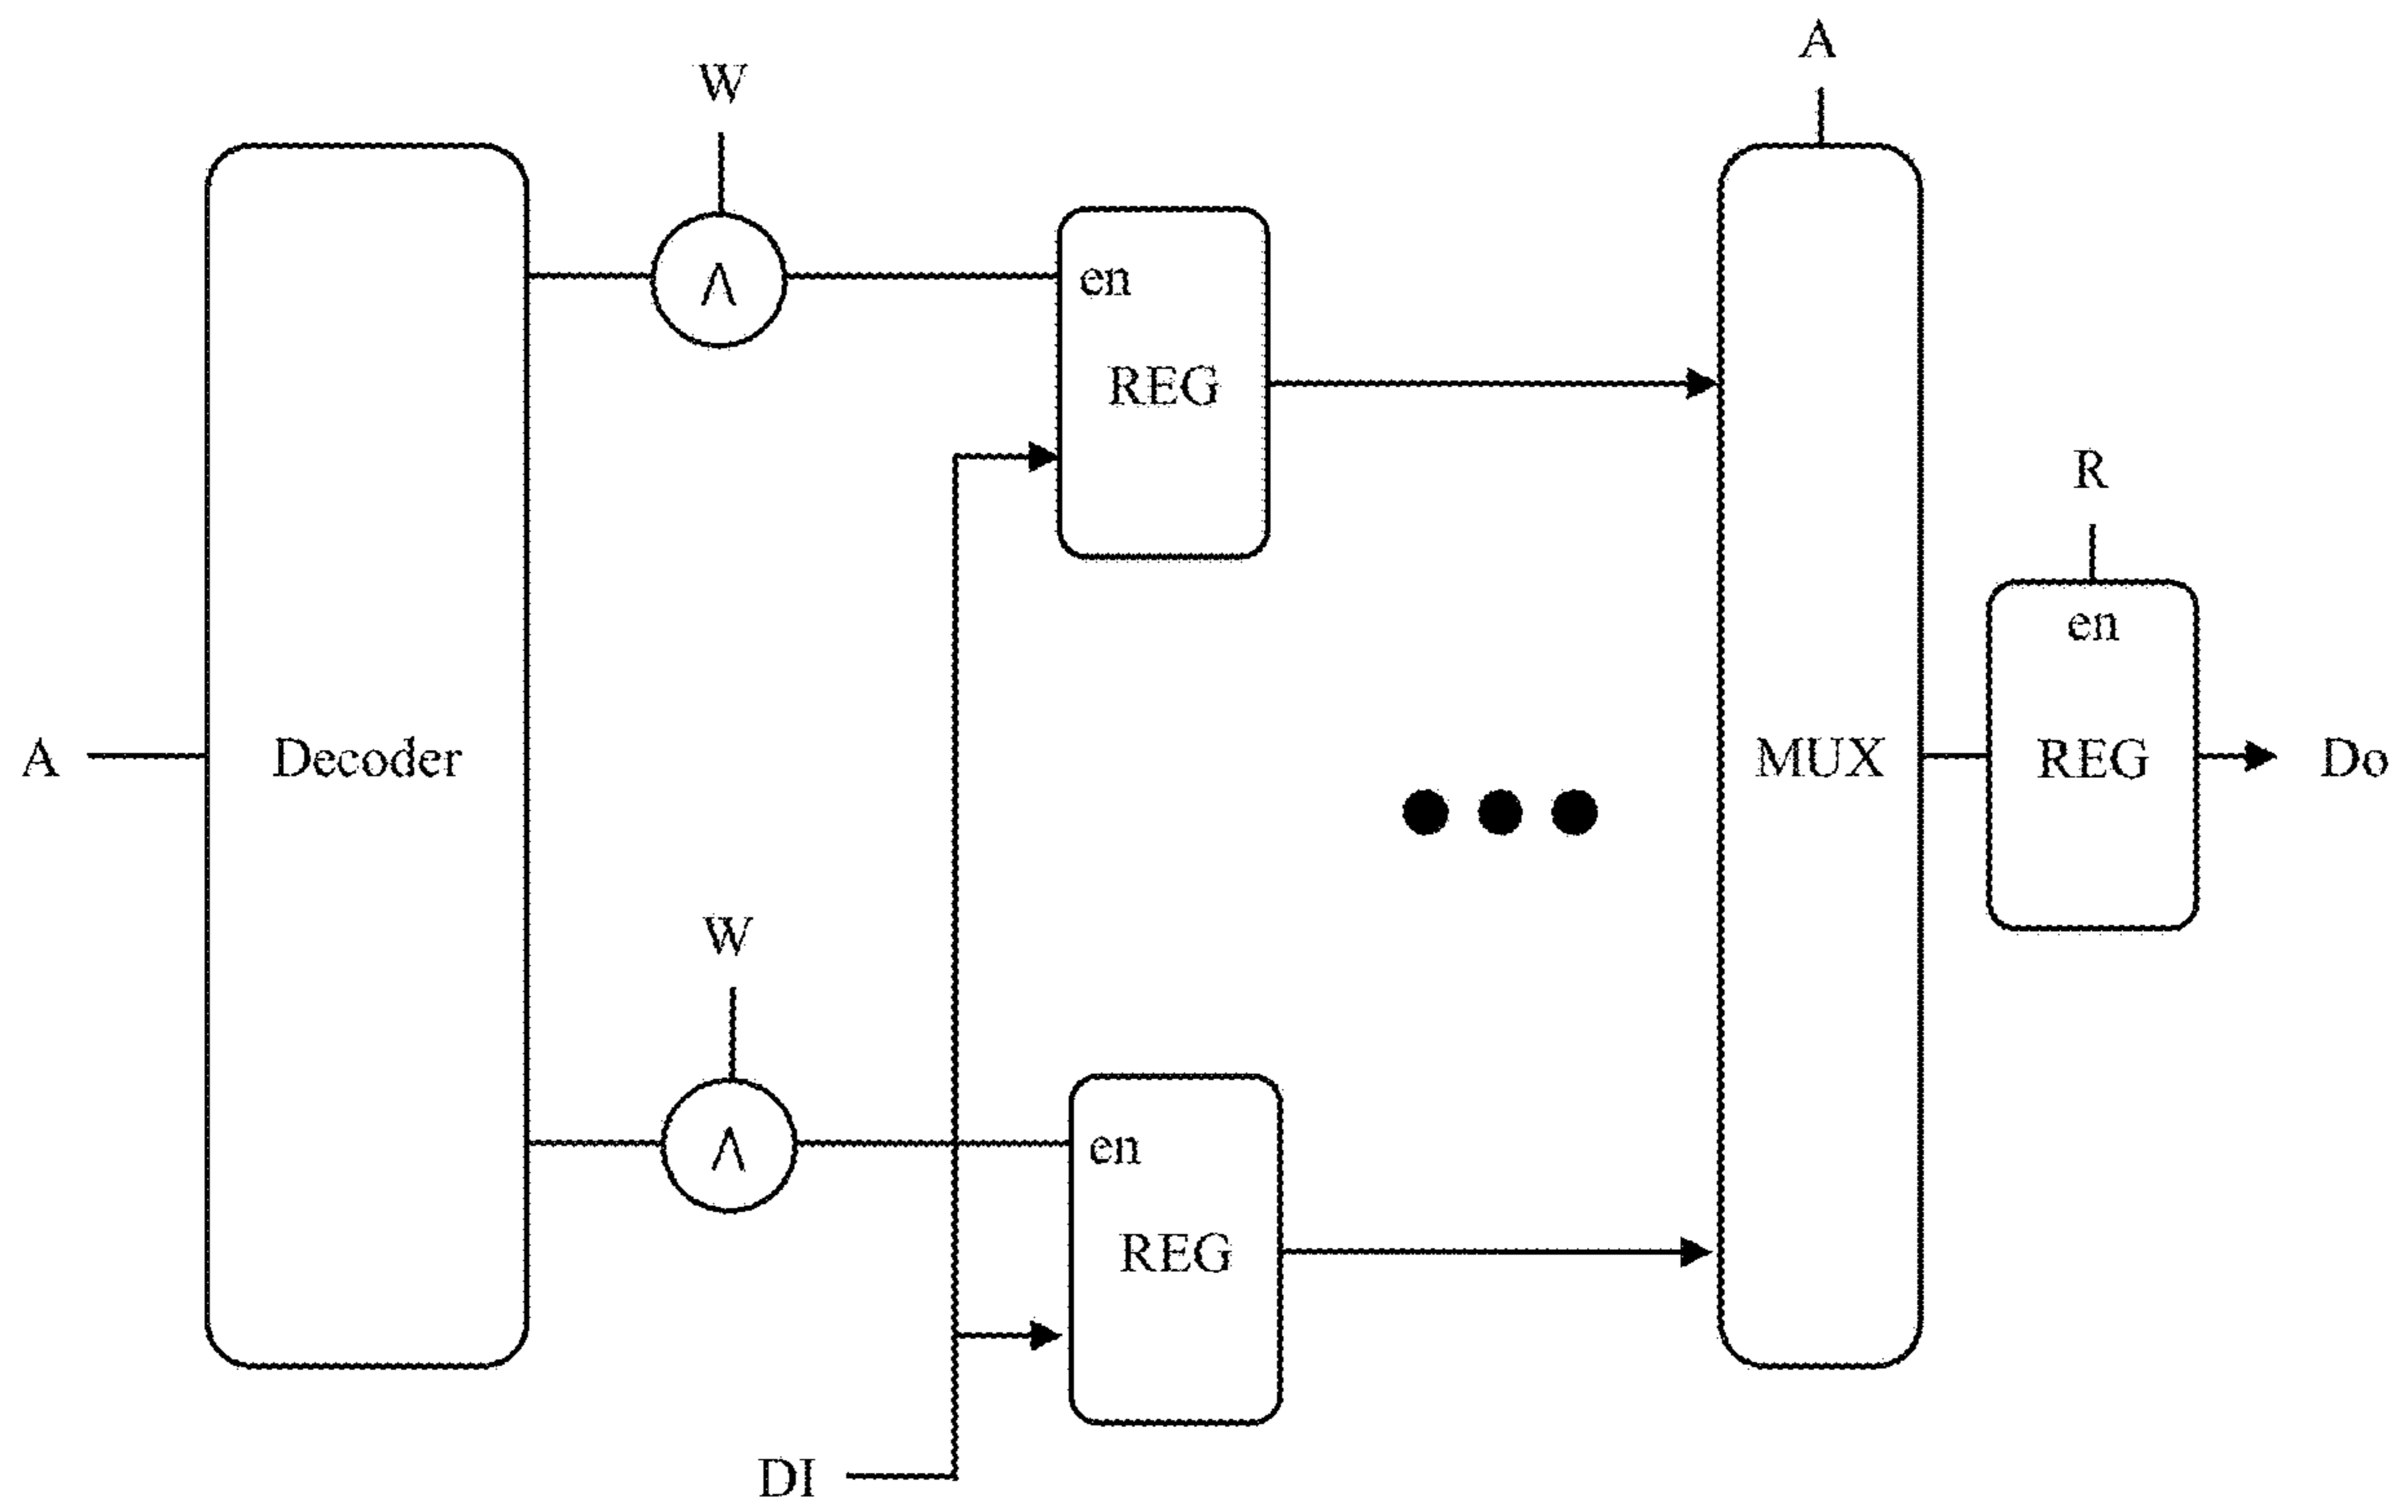 A
W
Λ
en
REG
R
en
A
Decoder
MUX
REG
Do
W
Λ
en
REG
DI